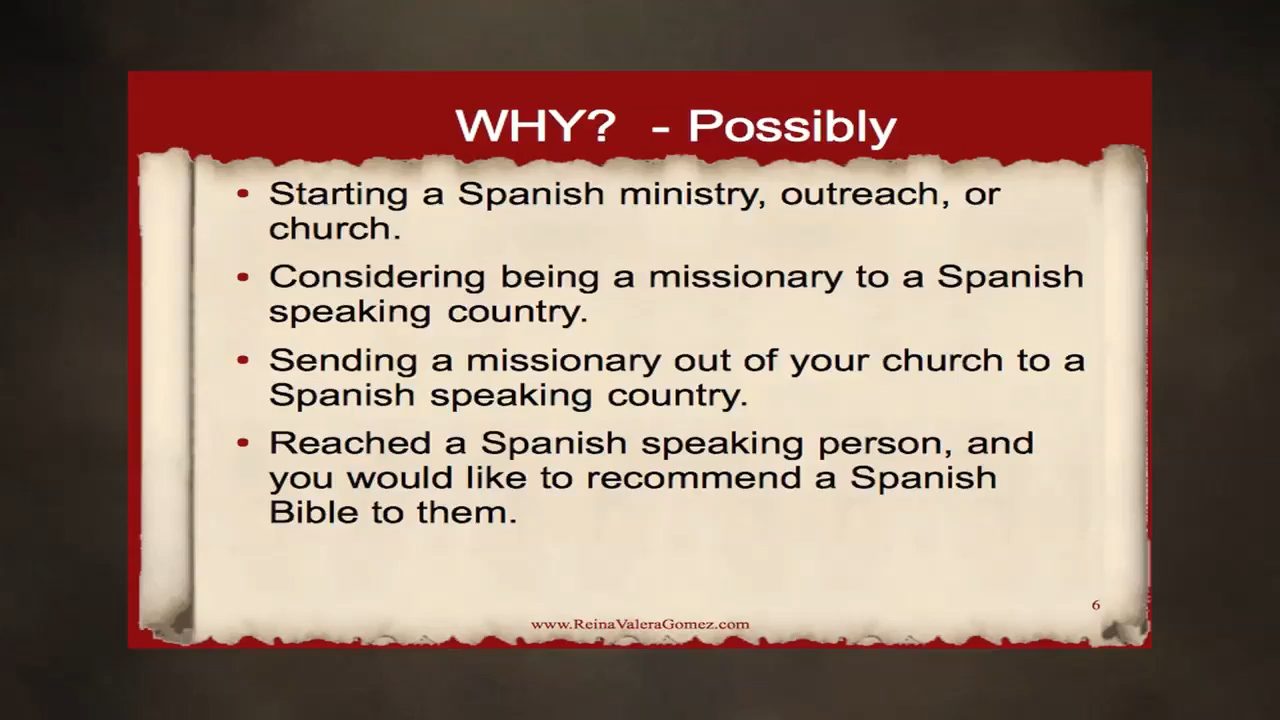 WHY? - Possibly
• Starting a Spanish ministry, outreach, or
church.
• Considering being a missionary to a Spanish
speaking country.
• Sending a missionary out of your church to a
Spanish speaking country.
• Reached a Spanish speaking person, and
you would like to recommend a Spanish
Bible to them.
6
www.ReinaValeraGomez.com